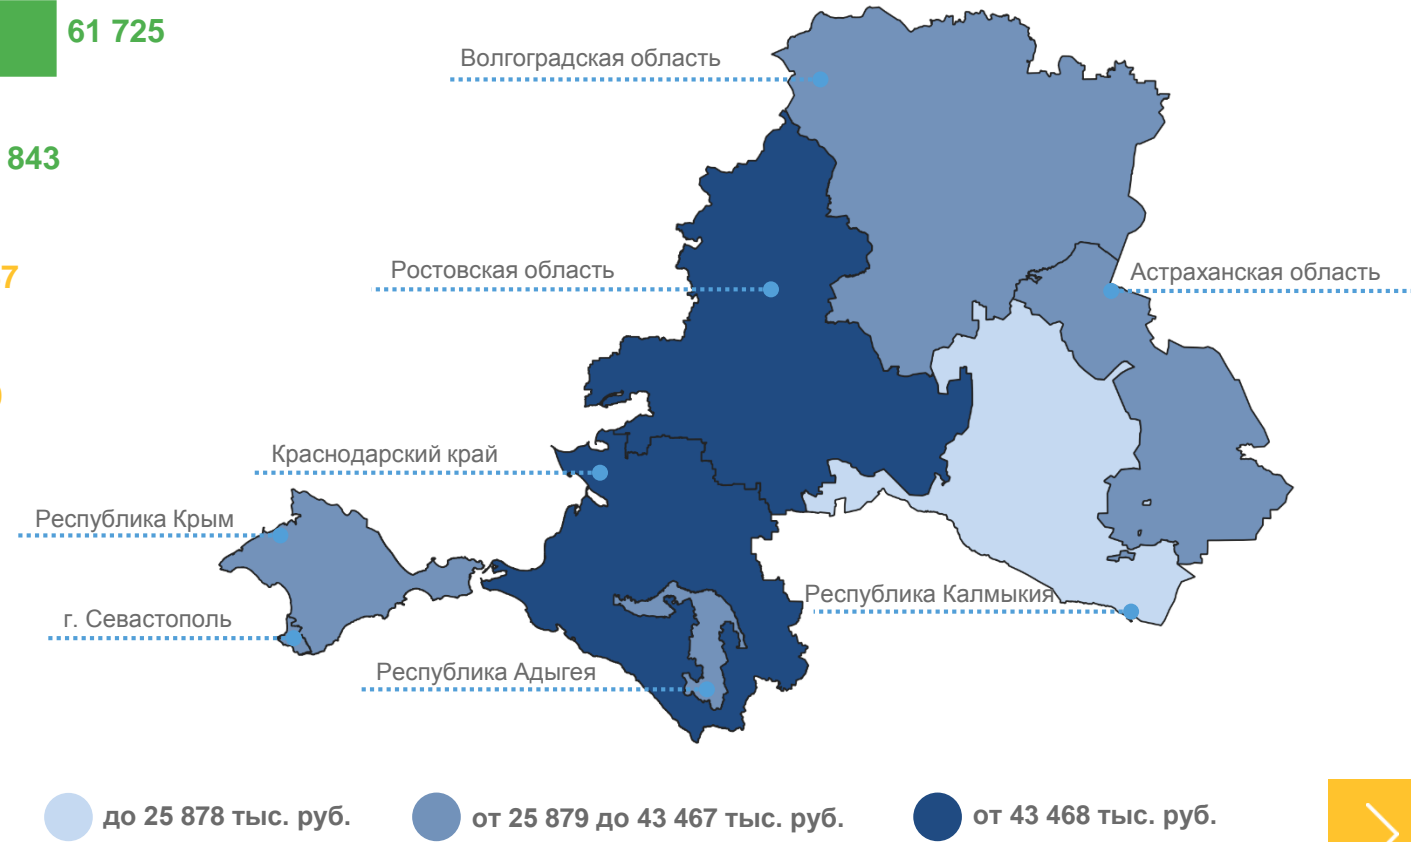 61 725
Волгоградская область
843
Ростовская область
Астраханская область
7
Краснодарский край
Республика Крым
Республика Калмыкия
г. Севастополь
Республика Адыгея
до 25 878 тыс. руб.
от 25 879 до 43 467 тыс. руб.
от 43 468 тыс. руб.